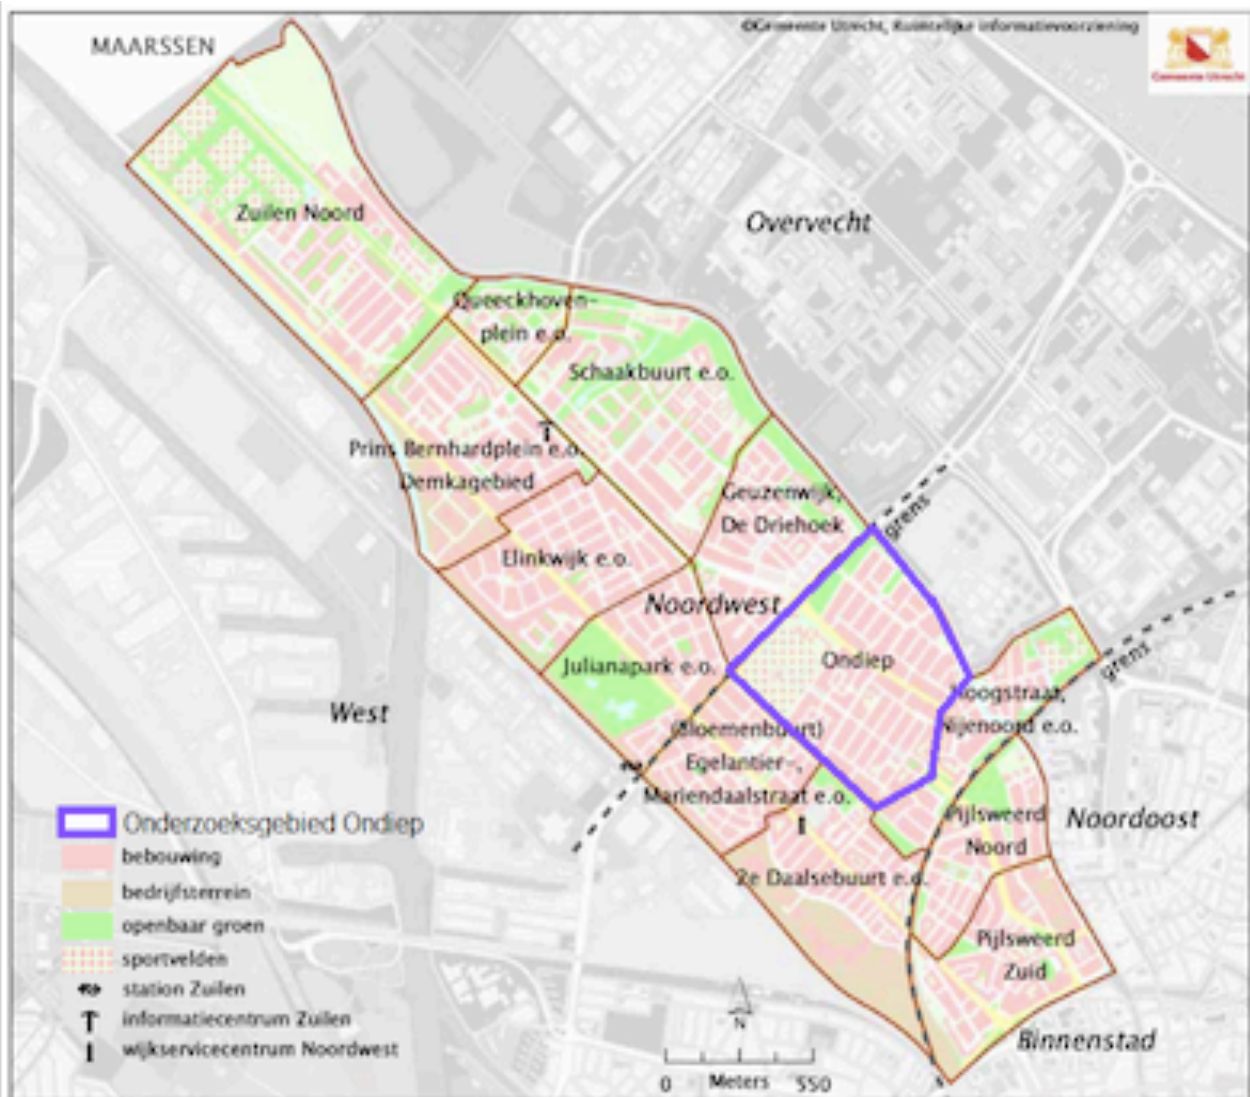 ©Gemeente Utrecht, Ruimtelijke informatievoorziening
MAARSSEN
Gemeente Utrecht
Zuilen Noord
Overvecht
Queeckhoven-
plein e.o.
Schaakbuurt e.o.
Prins Bernhardplein e.o.
Demkagebied
Geuzenwijk,
De Driehoek
grens
Elinkwijk e.o.
Noordwest
Julianapark e.o.
Ondiep
grens
Hoogstraat,
Nijenoord e.o.
West
(Bloemenbuurt)
Egelantier-,
Mariendaalstraat e.o.
Pijlsweerd
Noord
Noordoost
2e Daalsebuurt e.o.
Pijlsweerd
Zuid
Binnenstad
Onderzoeksgebied Ondiep
bebouwing
bedrijfsterrein
openbaar groen
sportvelden
station Zuilen
informatiecentrum Zuilen
wijkservicecentrum Noordwest
N
0 Meters 550